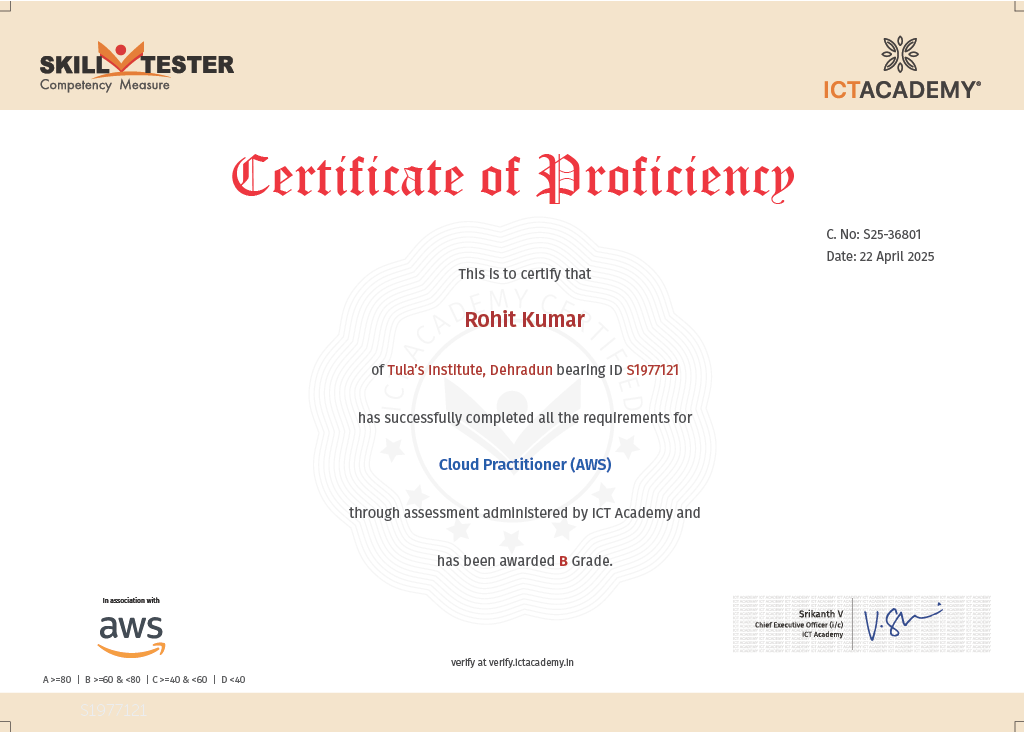 SKILL TESTER
Competency Measure
ICTACADEMY®
Certificate of Proficiency
C. No: S25-36801
Date: 22 April 2025
This is to certify that
Rohit Kumar
of Tula's Institute, Dehradun bearing ID S1977121
has successfully completed all the requirements for
Cloud Practitioner (AWS)
through assessment administered by ICT Academy and
has been awarded B Grade.
ICT ACADEMY CERTIFIED
In association with
aws
Srikanth V
Chief Executive Officer (i/c)
ICT Academy
verify at verify.ictacademy.in
A >=80 | B >=60 & <80 | C >=40 & <60 | D <40
S1977121